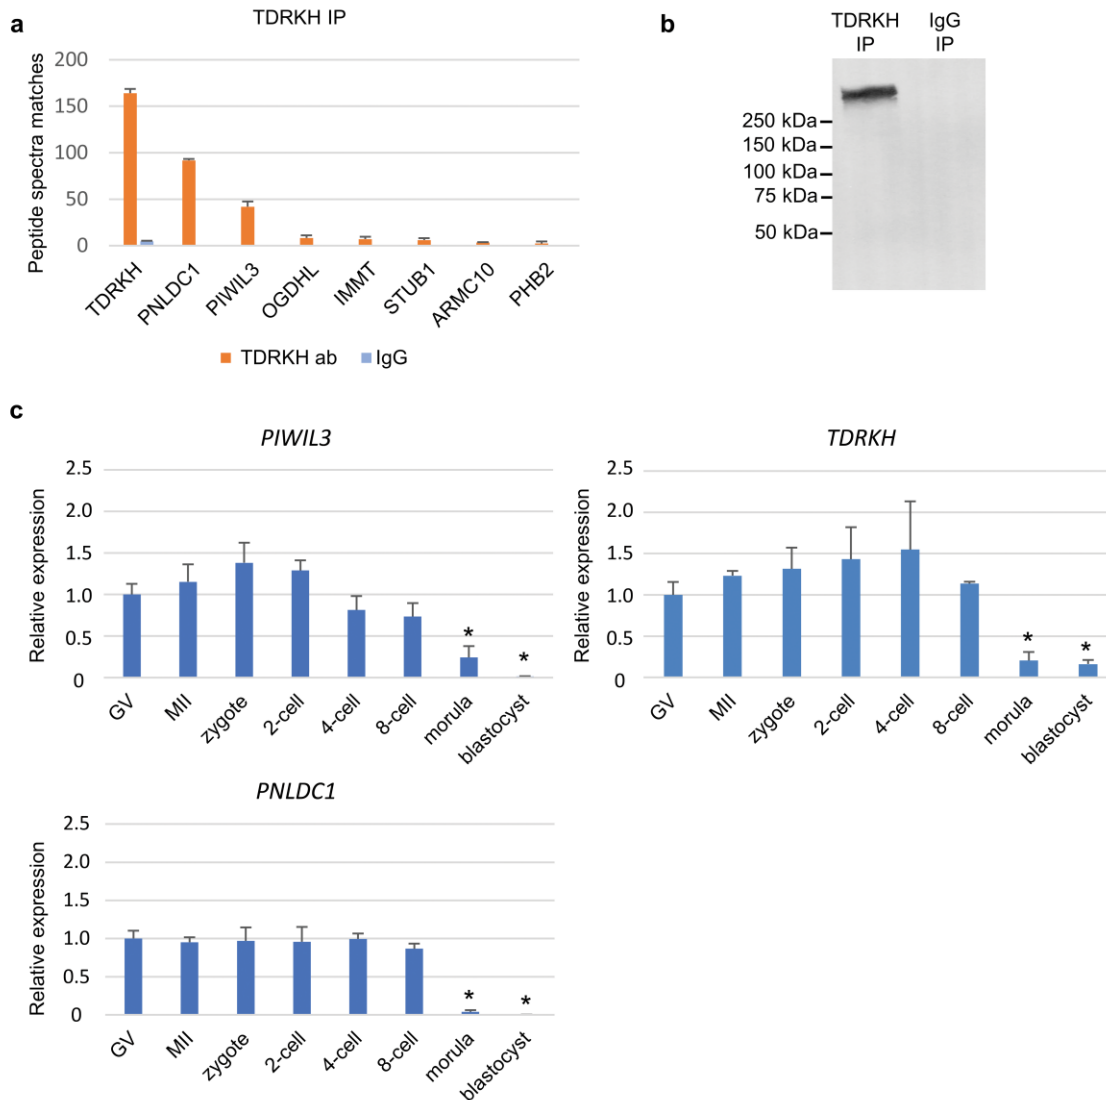 a
TDRKH IP
Peptide spectra matches
200
150
100
50
0
TDRKH PNLDC1 PIWIL3 OGDHL IMMT STUB1 ARMC10 PHB2
TDRKH ab IgG
b
TDRKH IgG
IP IP
250 kDa
150 kDa
100 kDa
75 kDa
50 kDa
c
PIWIL3
Relative expression
2.5
2.0
1.5
1.0
0.5
0
* *
GV MII zygote 2-cell 4-cell 8-cell morula blastocyst
TDRKH
Relative expression
2.5
2.0
1.5
1.0
0.5
0
* *
GV MII zygote 2-cell 4-cell 8-cell morula blastocyst
PNLDC1
Relative expression
2.5
2.0
1.5
1.0
0.5
0
* *
GV MII zygote 2-cell 4-cell 8-cell morula blastocyst